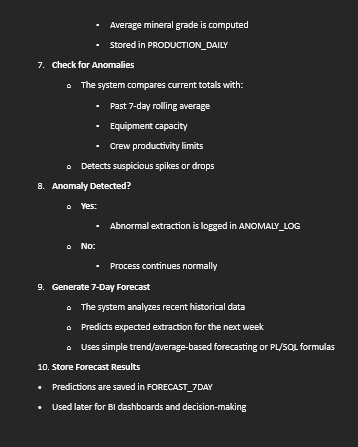 ▪ Average mineral grade is computed
▪ Stored in PRODUCTION_DAILY
7. Check for Anomalies
o The system compares current totals with:
▪ Past 7-day rolling average
▪ Equipment capacity
▪ Crew productivity limits
o Detects suspicious spikes or drops
8. Anomaly Detected?
o Yes:
▪ Abnormal extraction is logged in ANOMALY_LOG
o No:
▪ Process continues normally
9. Generate 7-Day Forecast
o The system analyzes recent historical data
o Predicts expected extraction for the next week
o Uses simple trend/average-based forecasting or PL/SQL formulas
10. Store Forecast Results
• Predictions are saved in FORECAST_7DAY
• Used later for BI dashboards and decision-making